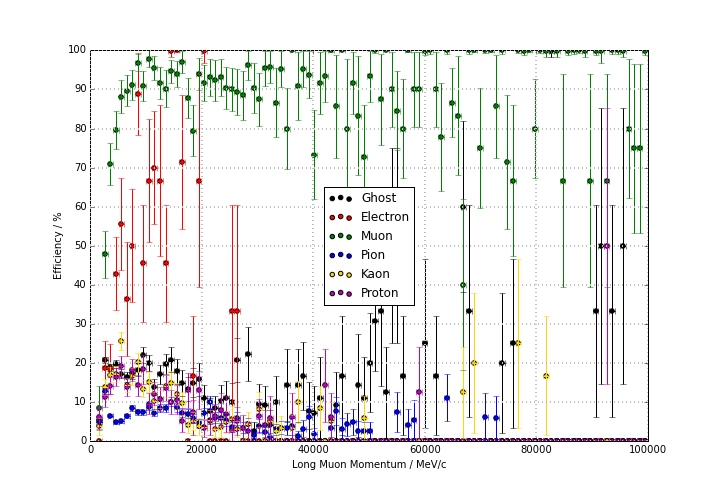 100
90
80
70
60
50
40
30
20
10
0
Efficiency / %
Ghost
Electron
Muon
Pion
Kaon
Proton
0 20000 40000 60000 80000 100000
Long Muon Momentum / MeV/c